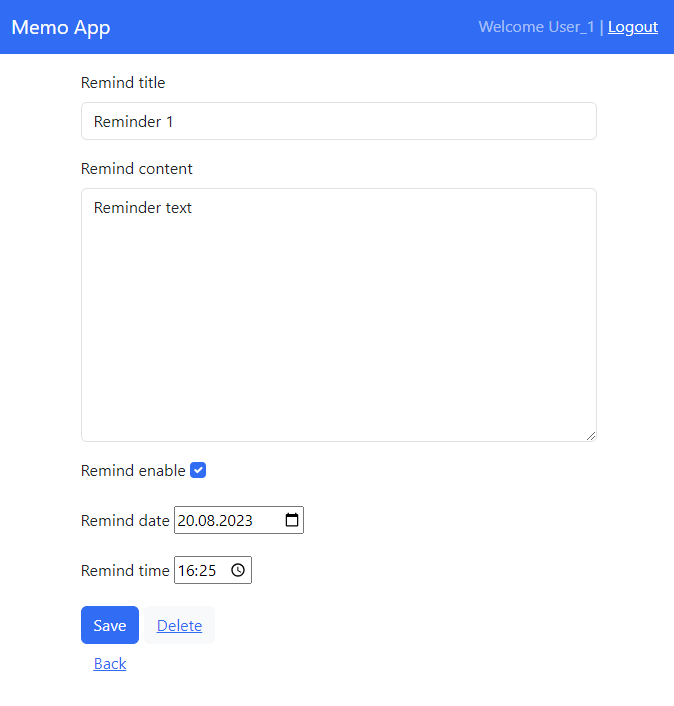 Memo App Welcome User_1 | Logout
Remind title
Reminder 1
Remind content
Reminder text
Remind enable
Remind date 20.08.2023
Remind time 16:25
Save Delete
Back